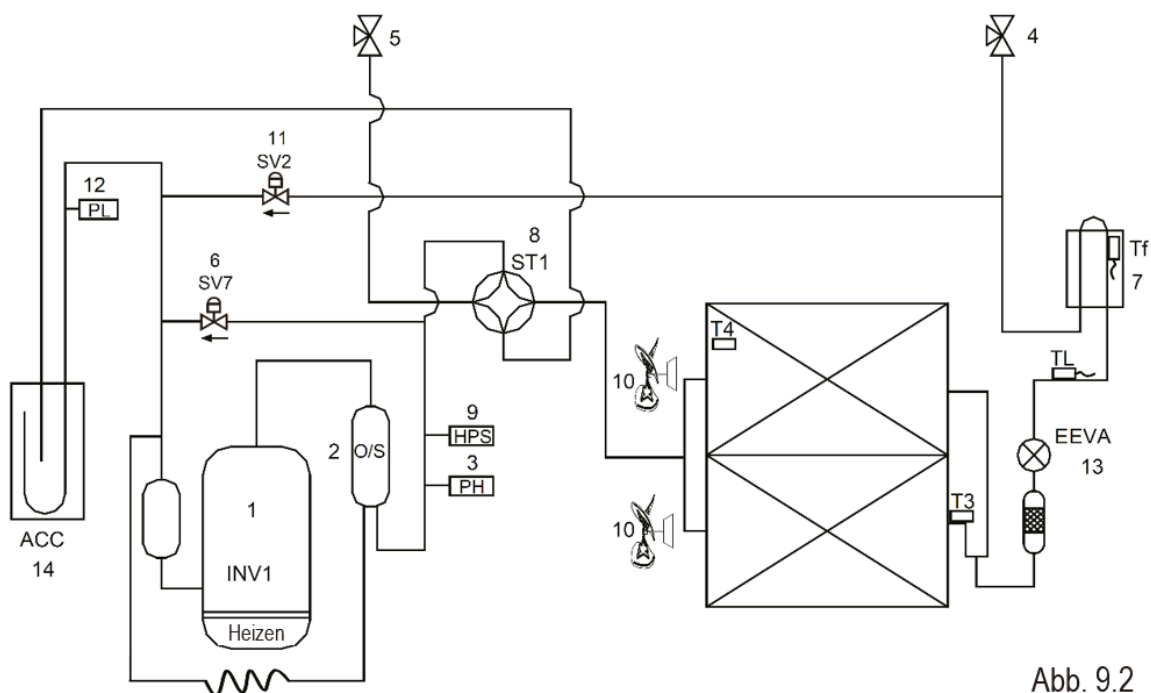 5
4
11
SV2
12
PL
8
ST1
6
SV7
Tf
7
T4
TL
10
9
HPS
2
O/S
3
PH
EEVA
13
1
T3
10
ACC
14
INV1
Heizen
Abb. 9.2